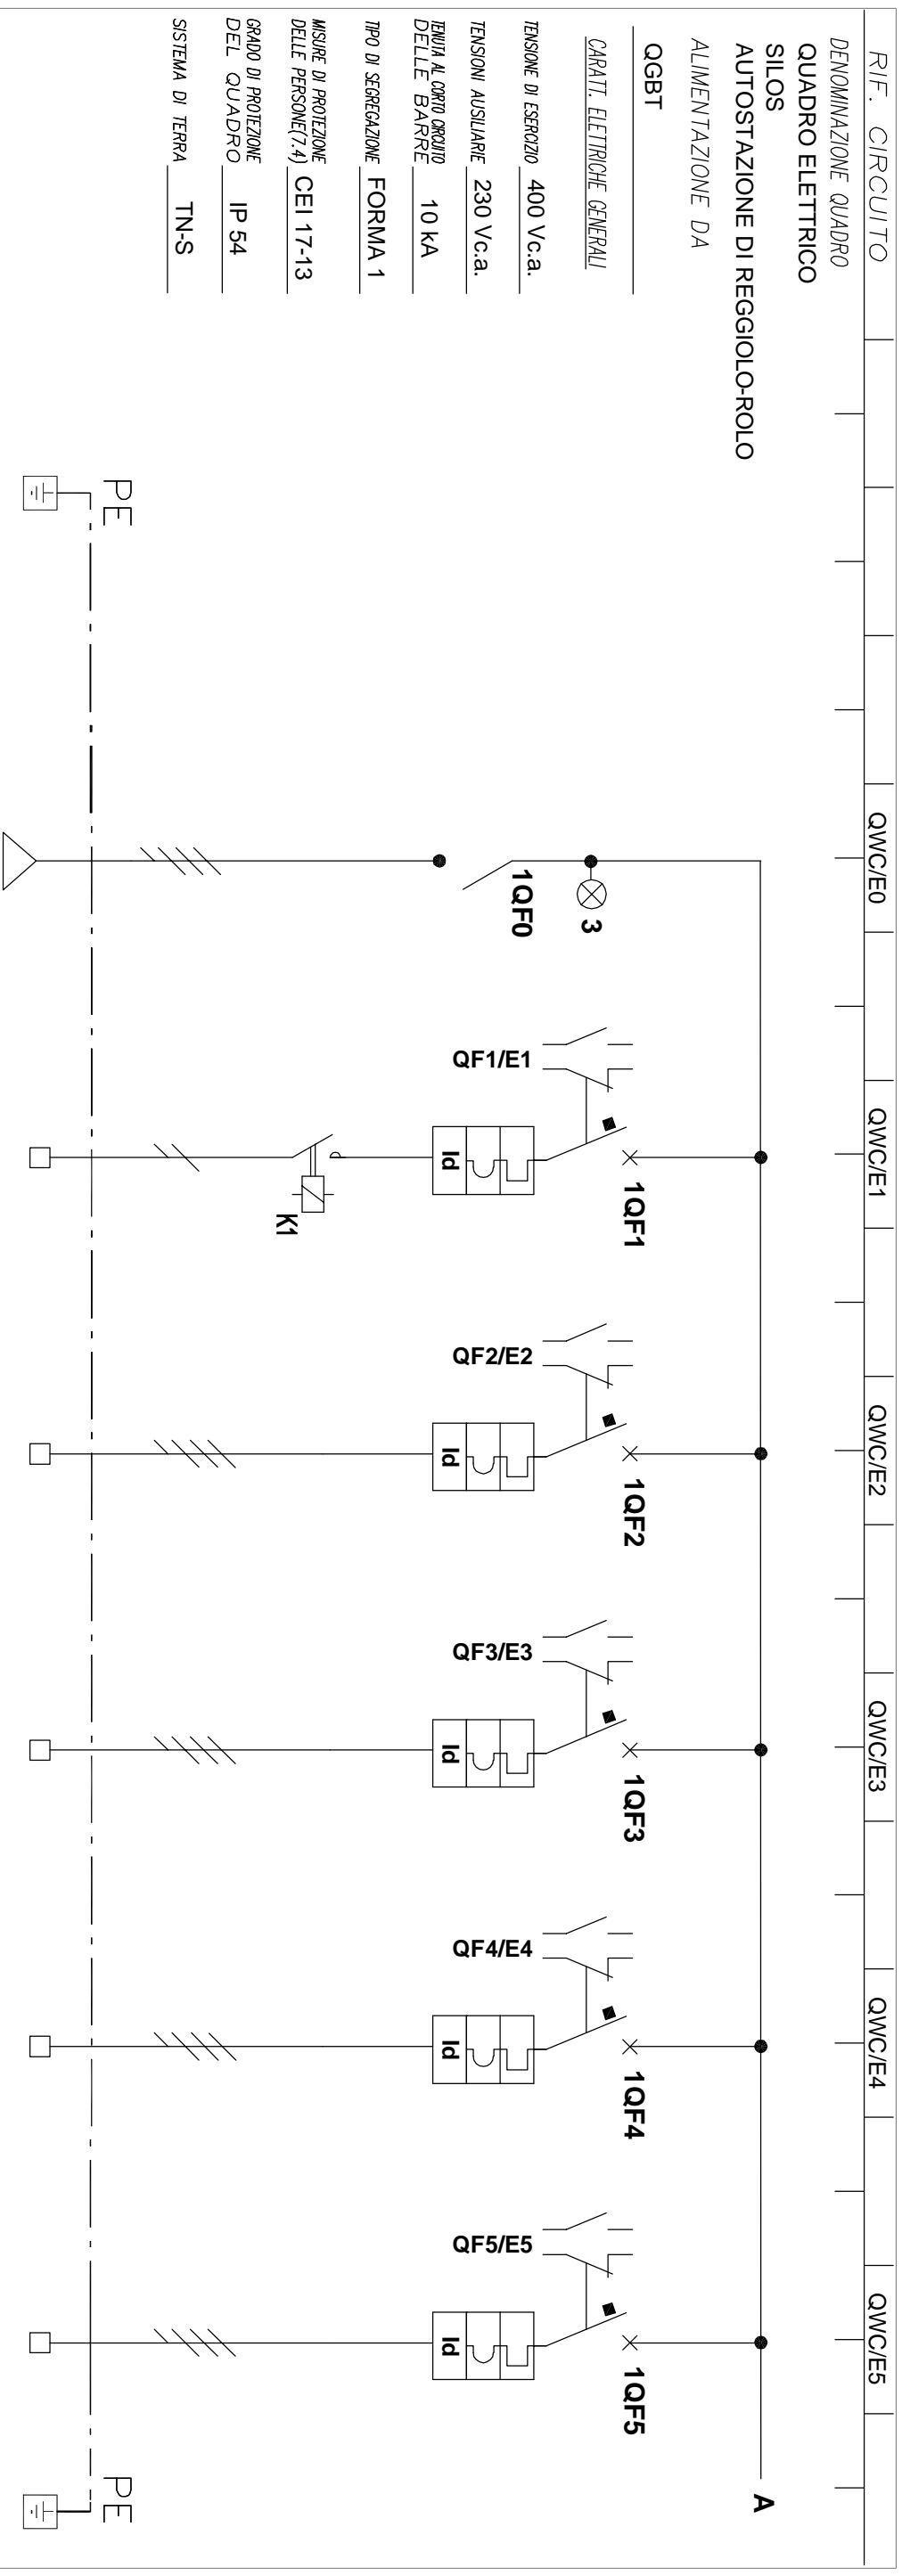 RIF. CIRCUITO
QWC/E0
QWC/E1
QWC/E2
QWC/E3
QWC/E4
QWC/E5
DENOMINAZIONE QUADRO
QUADRO ELETTRICO
SILOS
AUTOSTAZIONE DI REGGIOLO-ROLO
A
ALIMENTAZIONE DA
QGBT
1QF1
1QF2
1QF3
1QF4
1QF5
CARATT. ELETTRICHE GENERALI
3
TENSIONE DI ESERCIZIO
400 Vc.a.
1QF0
QF1/E1
QF2/E2
QF3/E3
QF4/E4
QF5/E5
TENSIONI AUSILIARIE
230 Vc.a.
Id
Id
Id
Id
Id
TENUTA AL CORTO CIRCUITO
DELLE BARRE
10 kA
TIPO DI SEGREGAZIONE
FORMA 1
MISURE DI PROTEZIONE
DELLE PERSONE(7.4)
CEI 17-13
K1
GRADO DI PROTEZIONE
DEL QUADRO
IP 54
SISTEMA DI TERRA
TN-S
PE
PE